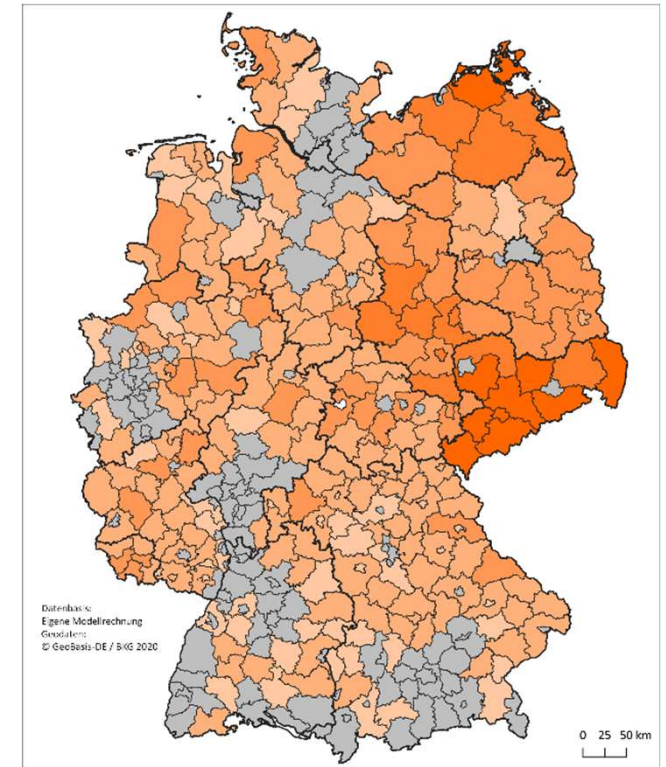 Datenbasis:
Eigene Modellrechnung
Geodaten:
© GeoBasis-DE / BKG 2020
0 25 50 km